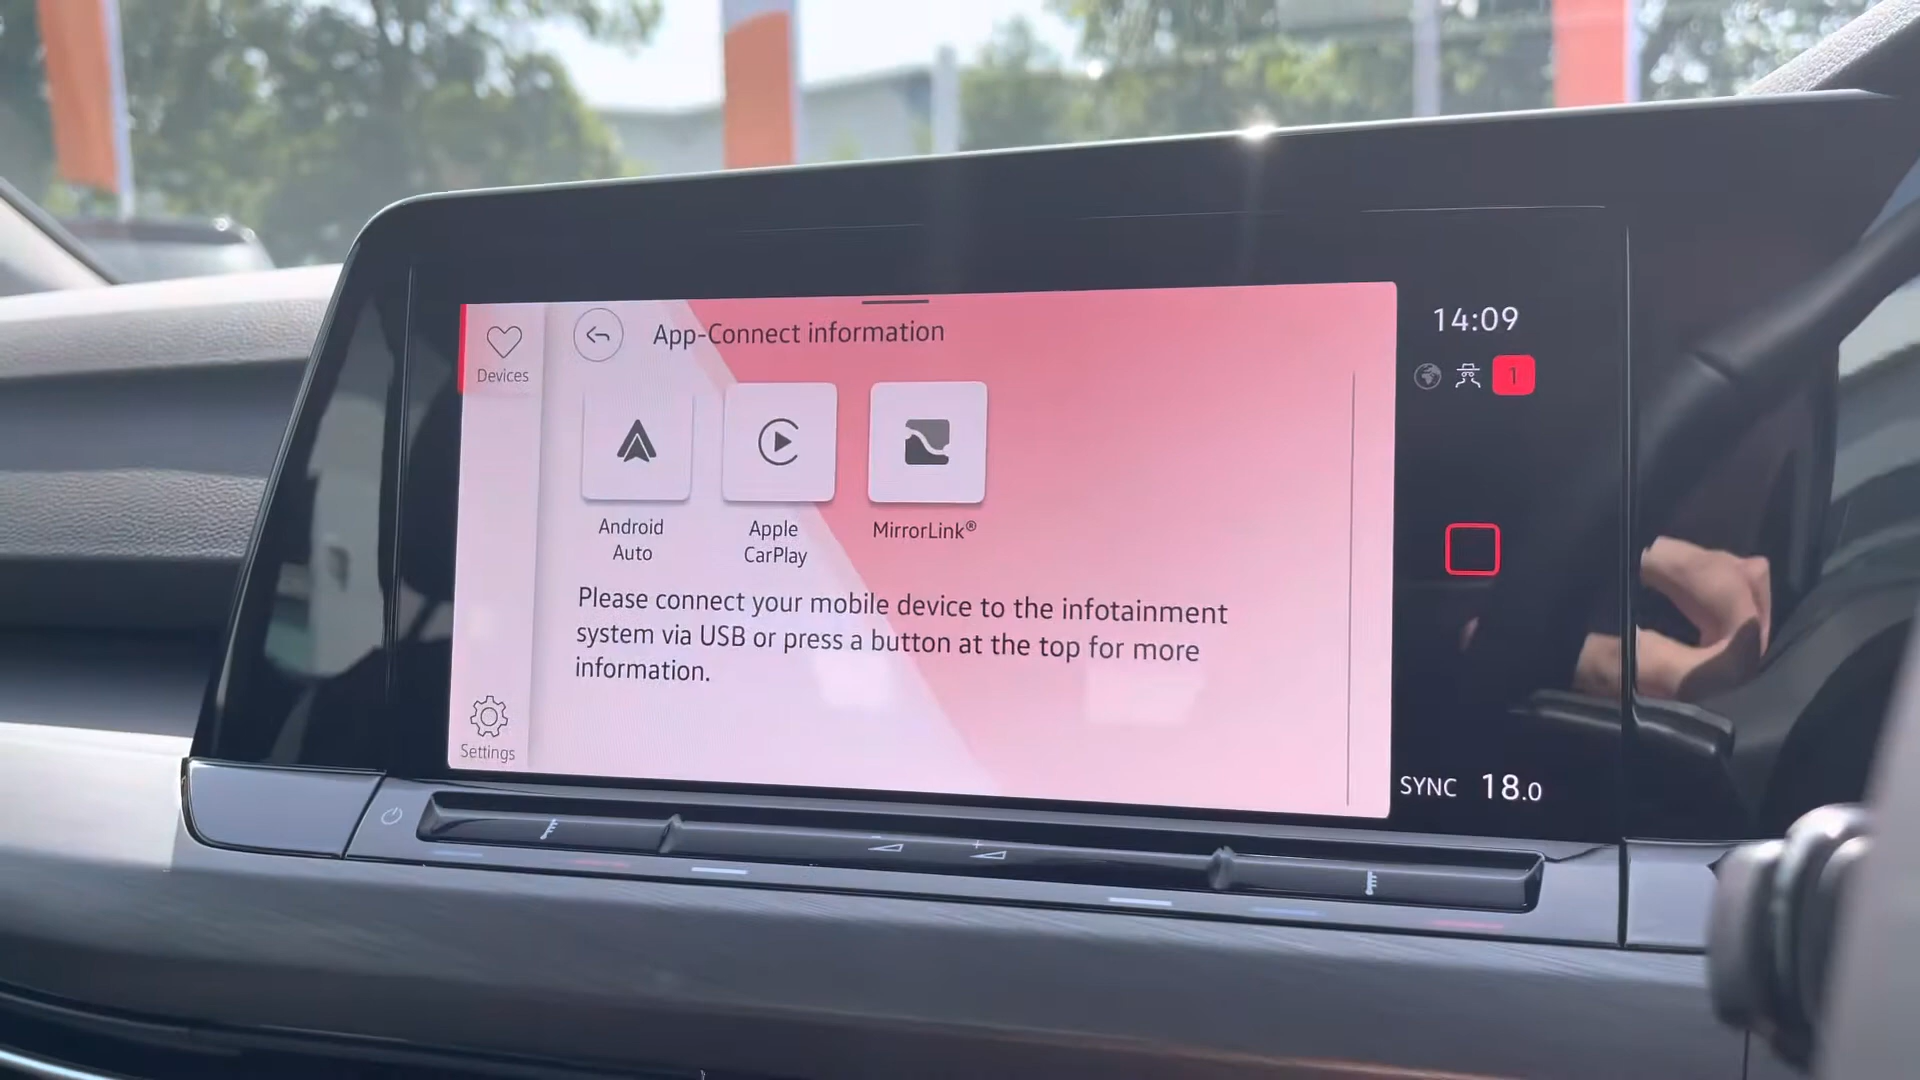 App-Connect information
14:09
Devices
1
Android
Auto
Apple
CarPlay
MirrorLink®
Please connect your mobile device to the infotainment
system via USB or press a button at the top for more
information.
Settings
SYNC 18.0